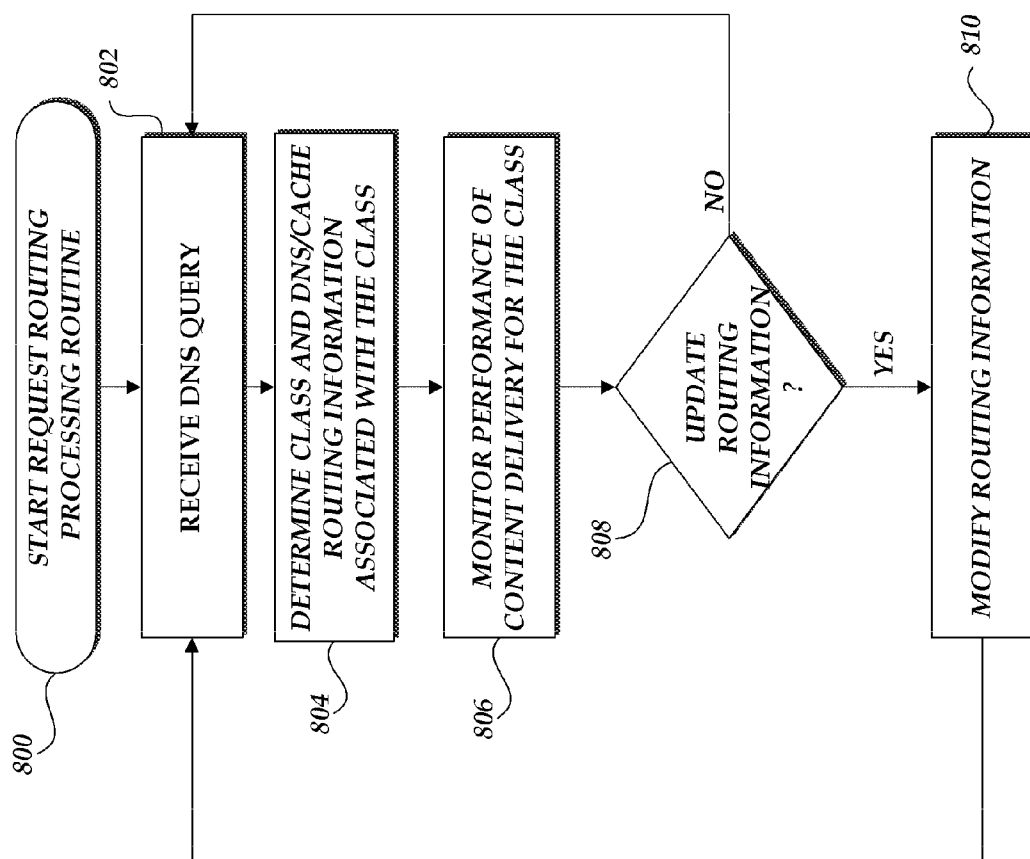 START REQUEST ROUTING
PROCESSING ROUTINE
800
RECEIVE DNS QUERY
802
DETERMINE CLASS AND DNS/CACHE
ROUTING INFORMATION
ASSOCIATED WITH THE CLASS
804
MONITOR PERFORMANCE OF
CONTENT DELIVERY FOR THE CLASS
806
UPDATE
ROUTING
INFORMATION
?
808
NO
YES
MODIFY ROUTING INFORMATION
810